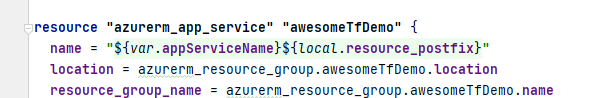 resource "azurerm_app_service" "awesomeTfDemo" {
name = "${var.appServiceName}${local.resource_postfix}"
location = azurerm_resource_group.awesomeTfDemo.location
resource_group_name = azurerm_resource_group.awesomeTfDemo.name